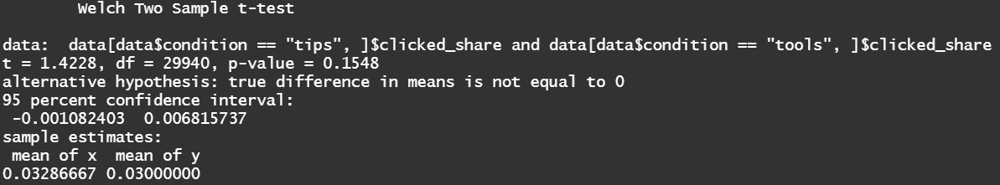 Welch Two Sample t-test
data:  data[data$condition == "tips", ]$clicked_share and data[data$condition == "tools", ]$clicked_share
t = 1.4228, df = 29940, p-value = 0.1548
alternative hypothesis: true difference in means is not equal to 0
95 percent confidence interval:
 -0.001082403  0.006815737
sample estimates:
 mean of x  mean of y
0.03286667 0.03000000